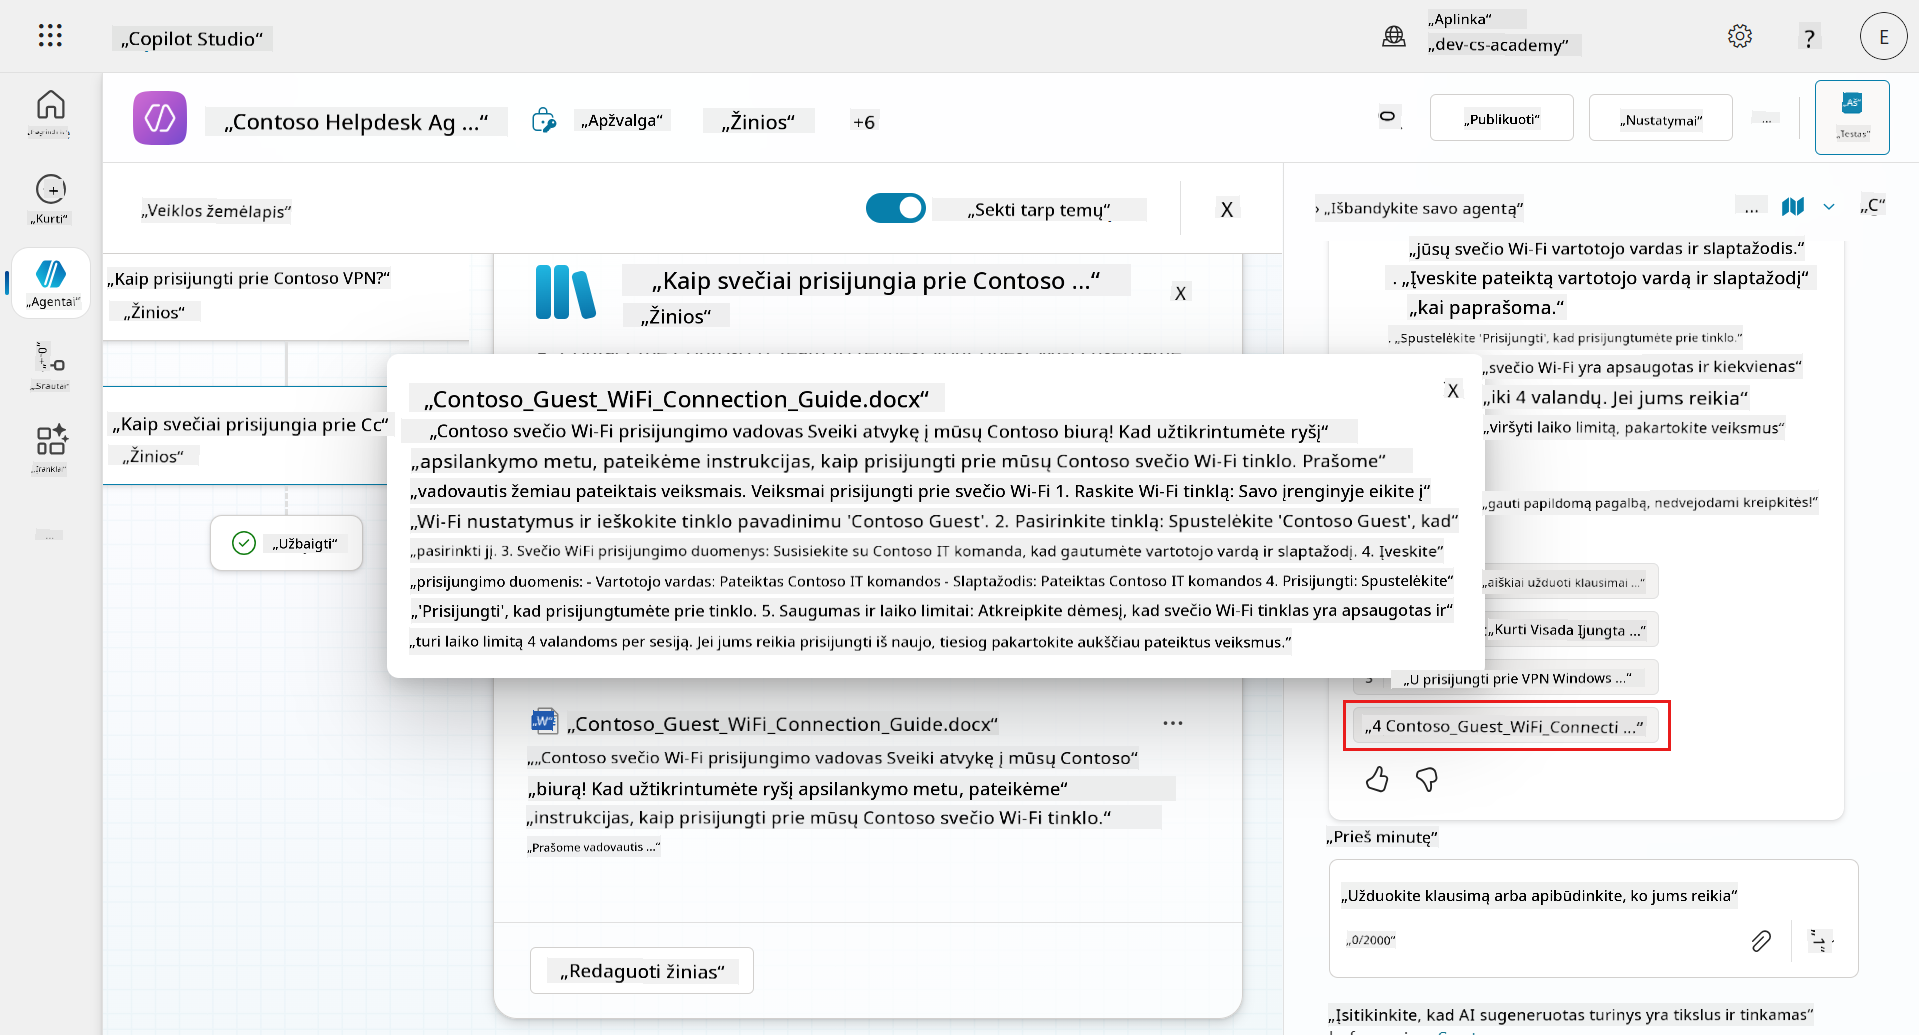 „Copilot Studio“
„Aplinka“
„dev-cs-academy“
?
E
„Contoso Helpdesk Ag ...“
„Apžvalga“
„Žinios“
+6
„Publikuoti“
„Nustatymai“
...
„Testas“
„Kurti“
„Agentai“
„Veiklos žemėlapis“
„Sekti tarp temų“
X
„Kaip prisijungti prie Contoso VPN?“
„Žinios“
„Kaip svečiai prisijungia prie Cc“
„Žinios“
„Užbaigti“
„Kaip svečiai prisijungia prie Contoso ...“
„Žinios“
X
„Contoso_Guest_WiFi_Connection_Guide.docx“
X
„Contoso svečio Wi-Fi prisijungimo vadovas Sveiki atvykę į mūsų Contoso biurą! Kad užtikrintumėte ryšį“
„apsilankymo metu, pateikėme instrukcijas, kaip prisijungti prie mūsų Contoso svečio Wi-Fi tinklo. Prašome“
„vadovautis žemiau pateiktais veiksmais. Veiksmai prisijungti prie svečio Wi-Fi 1. Raskite Wi-Fi tinklą: Savo įrenginyje eikite į“
„Wi-Fi nustatymus ir ieškokite tinklo pavadinimu 'Contoso Guest'. 2. Pasirinkite tinklą: Spustelėkite 'Contoso Guest', kad“
„pasirinkti jį. 3. Svečio WiFi prisijungimo duomenys: Susisiekite su Contoso IT komanda, kad gautumėte vartotojo vardą ir slaptažodį. 4. Įveskite“
„prisijungimo duomenis: - Vartotojo vardas: Pateiktas Contoso IT komandos - Slaptažodis: Pateiktas Contoso IT komandos 4. Prisijungti: Spustelėkite“
„'Prisijungti', kad prisijungtumėte prie tinklo. 5. Saugumas ir laiko limitai: Atkreipkite dėmesį, kad svečio Wi-Fi tinklas yra apsaugotas ir“
„turi laiko limitą 4 valandoms per sesiją. Jei jums reikia prisijungti iš naujo, tiesiog pakartokite aukščiau pateiktus veiksmus.“
„Contoso_Guest_WiFi_Connection_Guide.docx“
...
„„Contoso svečio Wi-Fi prisijungimo vadovas Sveiki atvykę į mūsų Contoso“
„biurą! Kad užtikrintumėte ryšį apsilankymo metu, pateikėme“
„instrukcijas, kaip prisijungti prie mūsų Contoso svečio Wi-Fi tinklo.“
„Prašome vadovautis ...“
„Redaguoti žinias“
› „Išbandykite savo agentą“
...
„C“
„jūsų svečio Wi-Fi vartotojo vardas ir slaptažodis.“
. „Įveskite pateiktą vartotojo vardą ir slaptažodį“
„kai paprašoma.“
. „Spustelėkite 'Prisijungti', kad prisijungtumėte prie tinklo.“
„svečio Wi-Fi yra apsaugotas ir kiekvienas“
„iki 4 valandų. Jei jums reikia“
„viršyti laiko limitą, pakartokite veiksmus“
„gauti papildomą pagalbą, nedvejodami kreipkitės!“
„aiškiai užduoti klausimai ...“
„Kurti Visada Įjungta ...“
„U prisijungti prie VPN Windows ...“
„4 Contoso_Guest_WiFi_Connecti ...“
„Prieš minutę“
„Užduokite klausimą arba apibūdinkite, ko jums reikia“
„0/2000“
„Įsitikinkite, kad AI sugeneruotas turinys yra tikslus ir tinkamas“